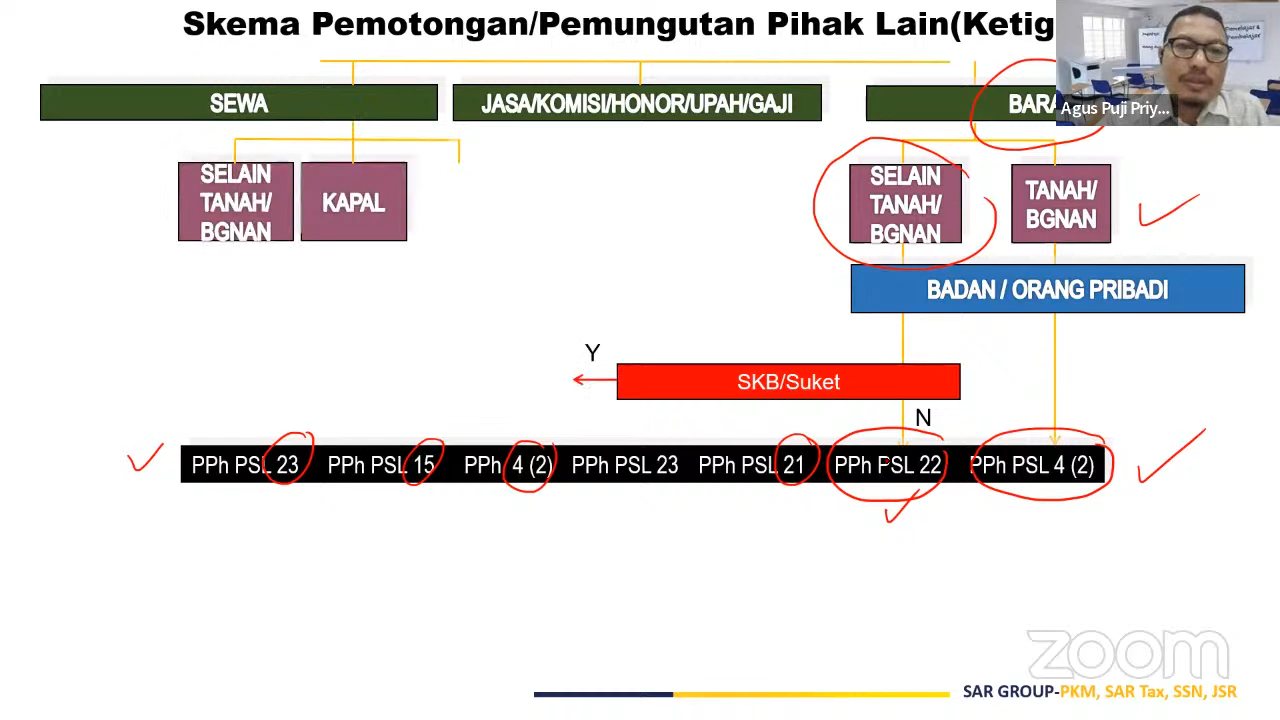 Skema Pemotongan/Pemungutan Pihak Lain(Ketig
SEWA
JASA/KOMISI/HONOR/UPAH/GAJI
BARA
Agus Puji Priy...
SELAIN
TANAH/
BGNAN
KAPAL
SELAIN
TANAH/
BGNAN
TANAH/
BGNAN
BADAN / ORANG PRIBADI
Y
SKB/Suket
N
PPh PSL 23
PPh PSL 15
PPh 4 (2)
PPh PSL 23
PPh PSL 21
PPh PSL 22
PPh PSL 4 (2)
zoom
SAR GROUP-PKM, SAR Tax, SSN, JSR